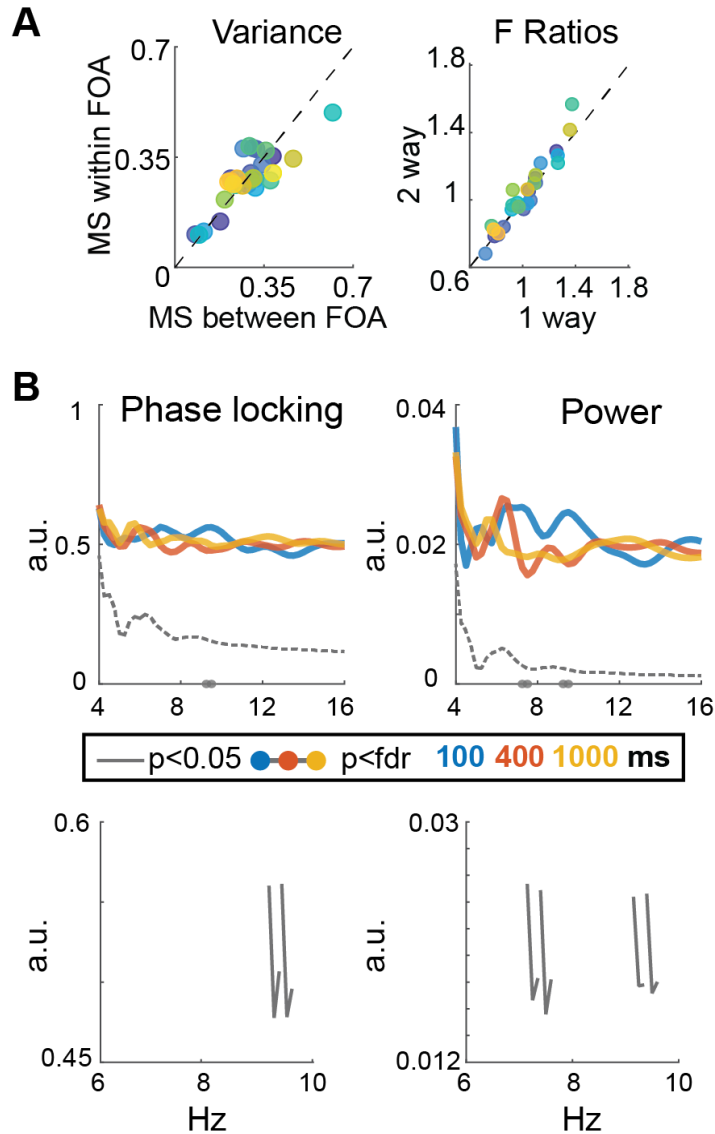 A
Variance
F Ratios
0.7
MS within FOA
0.35
0
0.35
0.7
MS between FOA
1.8
2 way
1.4
1
0.6
1
1.4
1.8
1 way
B
Phase locking
Power
1
a.u.
0.5
0
4
8
12
16
0.04
a.u.
0.02
0
4
8
12
16
p<0.05
p<fdr
100 400 1000 ms
0.6
a.u.
0.45
6
8
10
Hz
0.03
a.u.
0.012
6
8
10
Hz